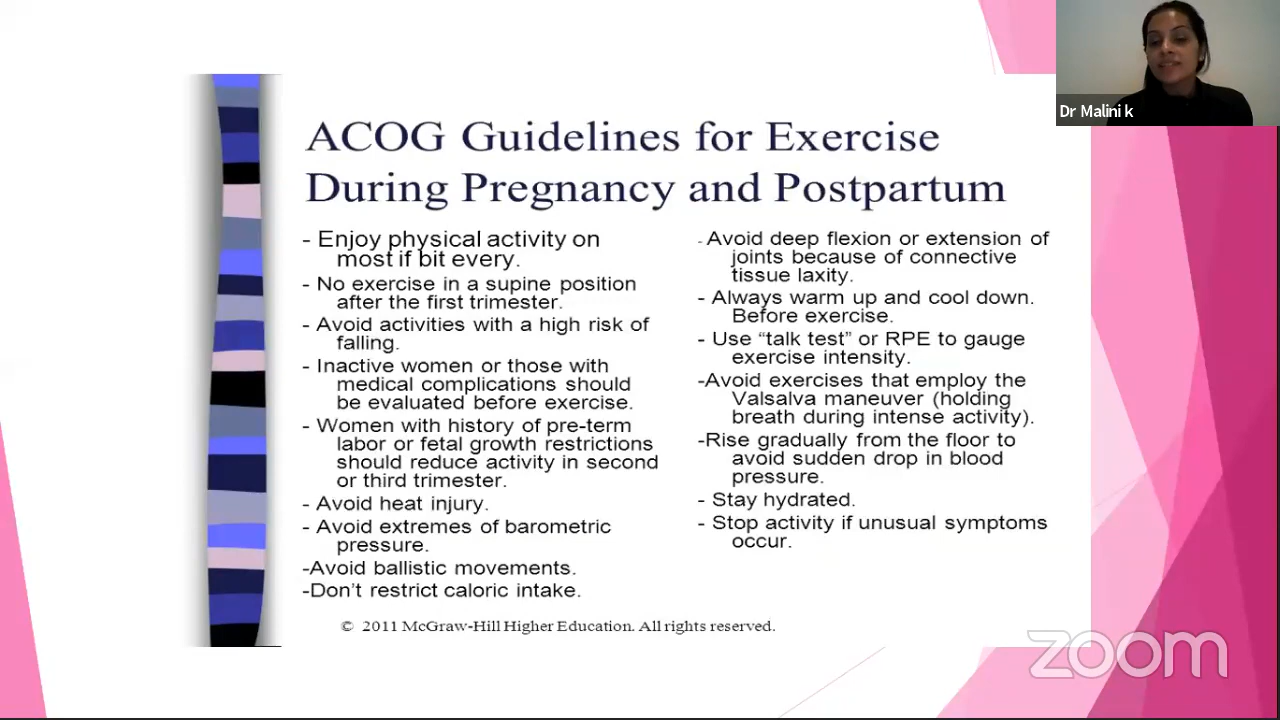 ACOG Guidelines for Exercise
During Pregnancy and Postpartum
- Enjoy physical activity on
most if bit every.
- No exercise in a supine position
after the first trimester.
- Avoid activities with a high risk of
falling.
- Inactive women or those with
medical complications should
be evaluated before exercise.
- Women with history of pre-term
labor or fetal growth restrictions
should reduce activity in second
or third trimester.
- Avoid heat injury.
- Avoid extremes of barometric
pressure.
-Avoid ballistic movements.
-Don't restrict caloric intake.
- Avoid deep flexion or extension of
joints because of connective
tissue laxity.
- Always warm up and cool down.
Before exercise.
- Use “talk test” or RPE to gauge
exercise intensity.
-Avoid exercises that employ the
Valsalva maneuver (holding
breath during intense activity).
-Rise gradually from the floor to
avoid sudden drop in blood
pressure.
- Stay hydrated.
- Stop activity if unusual symptoms
occur.
© 2011 McGraw-Hill Higher Education. All rights reserved.
Dr Malini k
zoom